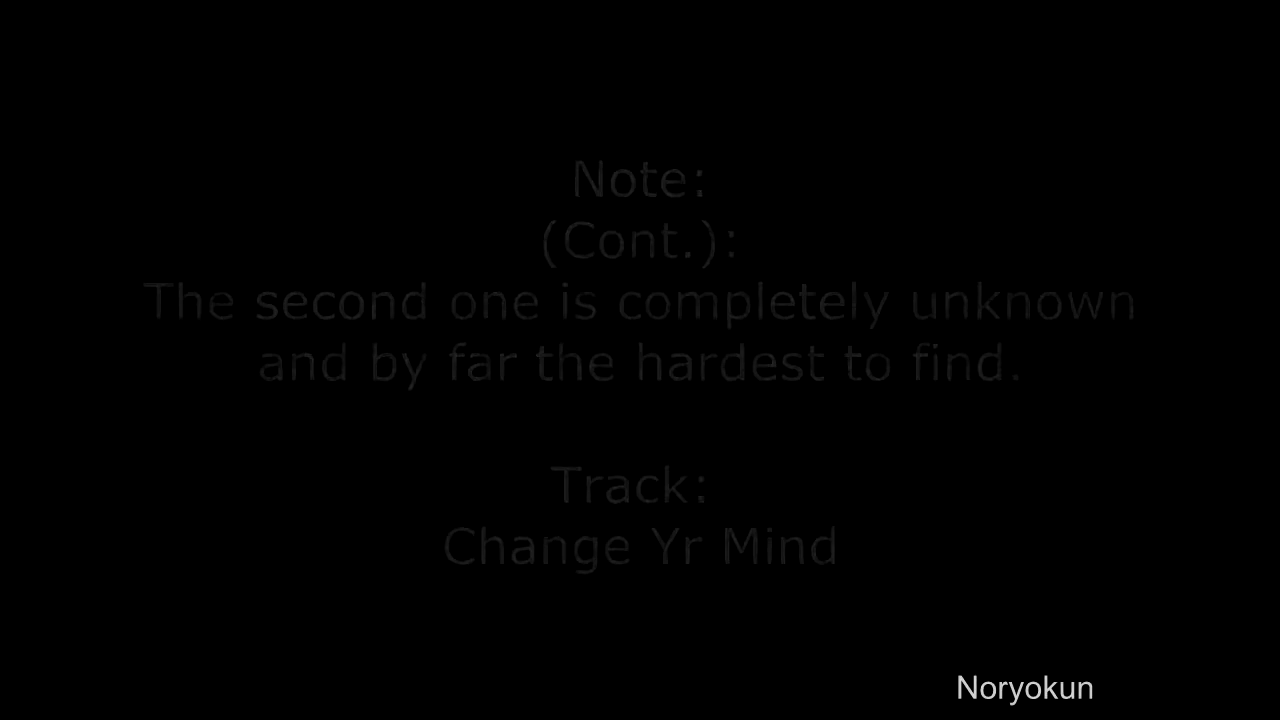 Note:
(Cont.):
The second one is completely unknown
and by far the hardest to find.
Track:
Change Yr Mind
Noryokun